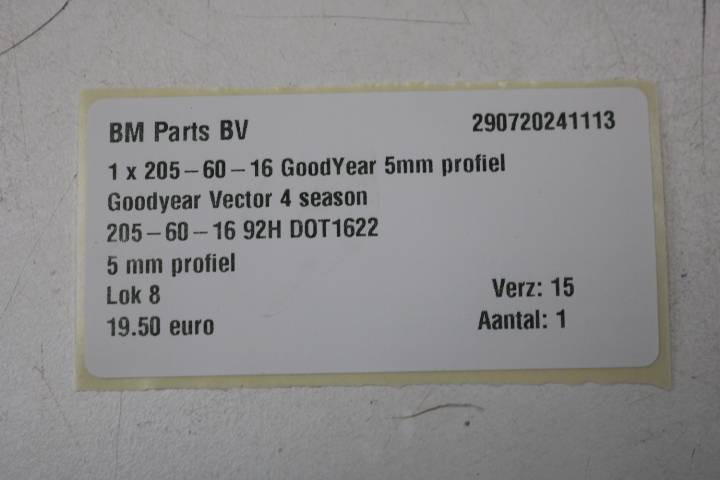 BM Parts BV 290720241113
1 x 205-60-16 GoodYear 5mm profiel
Goodyear Vector 4 season
205-60-16 92H DOT1622
5 mm profiel
Lok 8 Verz: 15
19.50 euro Aantal: 1